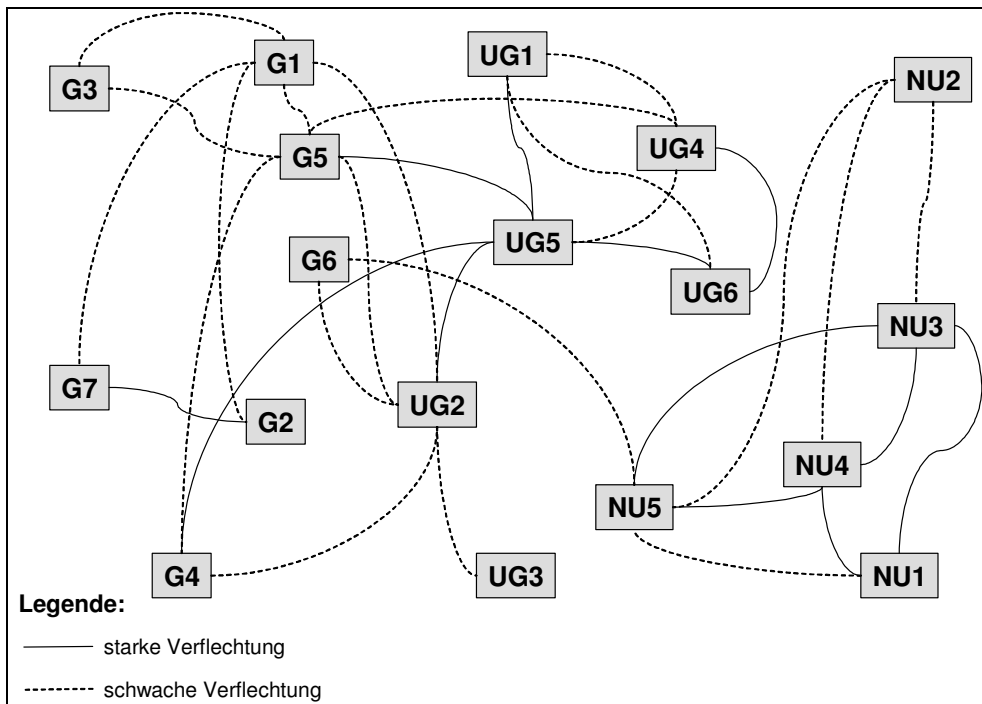 G1
UG1
G3
NU2
G5
UG4
UG5
G6
UG6
NU3
G7
G2
UG2
NU4
NU5
G4
UG3
NU1
Legende:
starke Verflechtung
schwache Verflechtung